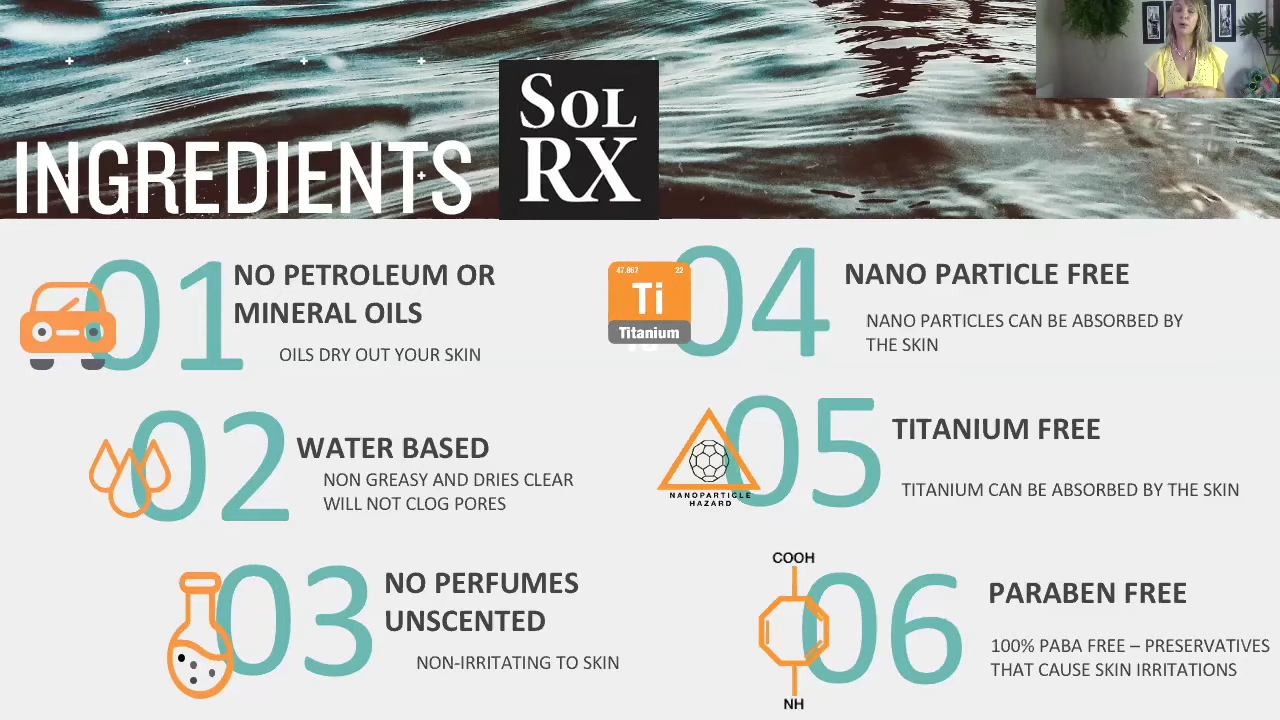 INGREDIENTS
SOL
RX
01
NO PETROLEUM OR
MINERAL OILS
OILS DRY OUT YOUR SKIN
02
WATER BASED
NON GREASY AND DRIES CLEAR
WILL NOT CLOG PORES
03
NO PERFUMES
UNSCENTED
NON-IRRITATING TO SKIN
47.867 22
Ti
Titanium
04
NANO PARTICLE FREE
NANO PARTICLES CAN BE ABSORBED BY
THE SKIN
NANOPARTICLE
HAZARD
05
TITANIUM FREE
TITANIUM CAN BE ABSORBED BY THE SKIN
COOH
NH
06
PARABEN FREE
100% PABA FREE – PRESERVATIVES
THAT CAUSE SKIN IRRITATIONS